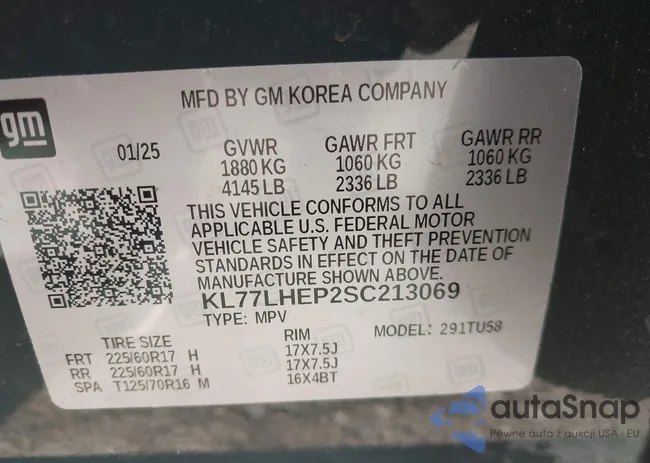 MFD BY GM KOREA COMPANY
gm
01/25 GVWR GAWR FRT GAWR RR
1880 KG 1060 KG 1060 KG
4145 LB 2336 LB 2336 LB
THIS VEHICLE CONFORMS TO ALL
APPLICABLE U.S. FEDERAL MOTOR
VEHICLE SAFETY AND THEFT PREVENTION
STANDARDS IN EFFECT ON THE DATE OF
MANUFACTURE SHOWN ABOVE.
KL77LHEP2SC213069
TYPE: MPV MODEL: 291TU58
TIRE SIZE RIM
FRT 225/60R17 H 17X7.5J
RR 225/60R17 H 17X7.5J
SPA T125/70R16 M 16X4BT
autaSnap
Pewne auta z aukcji USA i EU